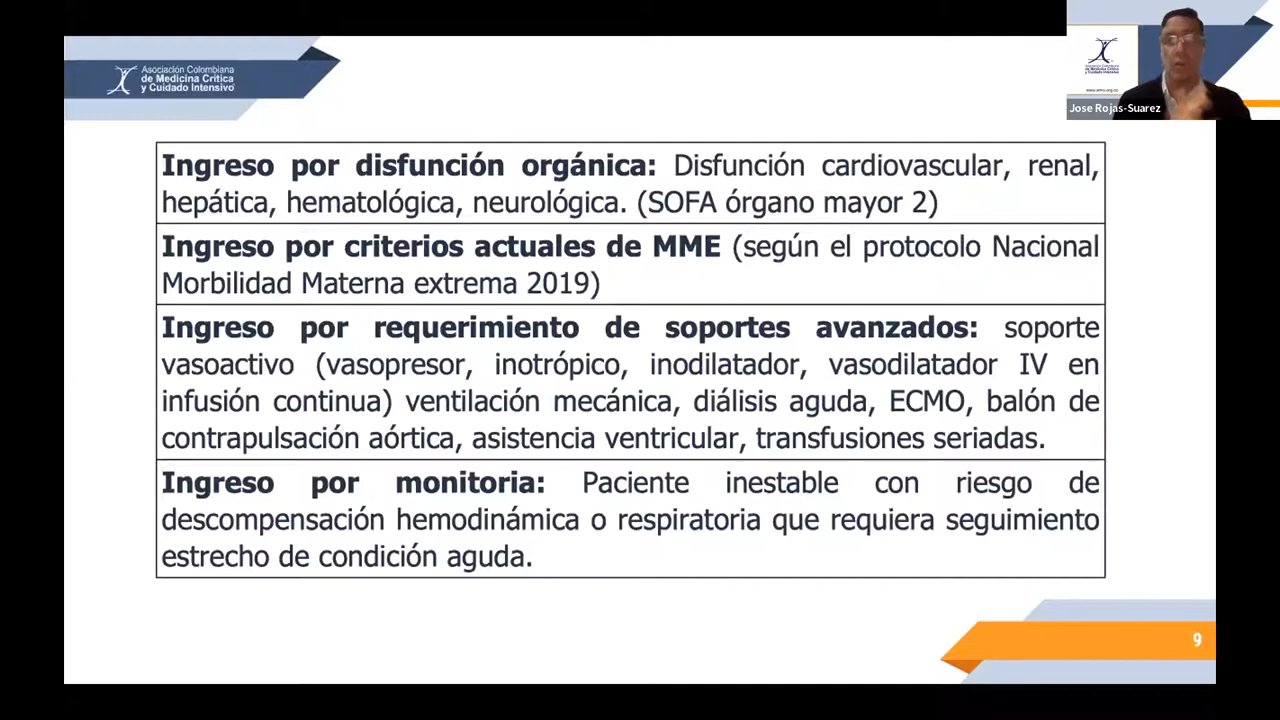 Asociación Colombiana
de Medicina Crítica
y Cuidado Intensivo
Jose Rojas-Suarez
Ingreso por disfunción orgánica: Disfunción cardiovascular, renal,
hepática, hematológica, neurológica. (SOFA órgano mayor 2)
Ingreso por criterios actuales de MME (según el protocolo Nacional
Morbilidad Materna extrema 2019)
Ingreso por requerimiento de soportes avanzados: soporte
vasoactivo (vasopresor, inotrópico, inodilatador, vasodilatador IV en
infusión continua) ventilación mecánica, diálisis aguda, ECMO, balón de
contrapulsación aórtica, asistencia ventricular, transfusiones seriadas.
Ingreso por monitoria: Paciente inestable con riesgo de
descompensación hemodinámica o respiratoria que requiera seguimiento
estrecho de condición aguda.
9